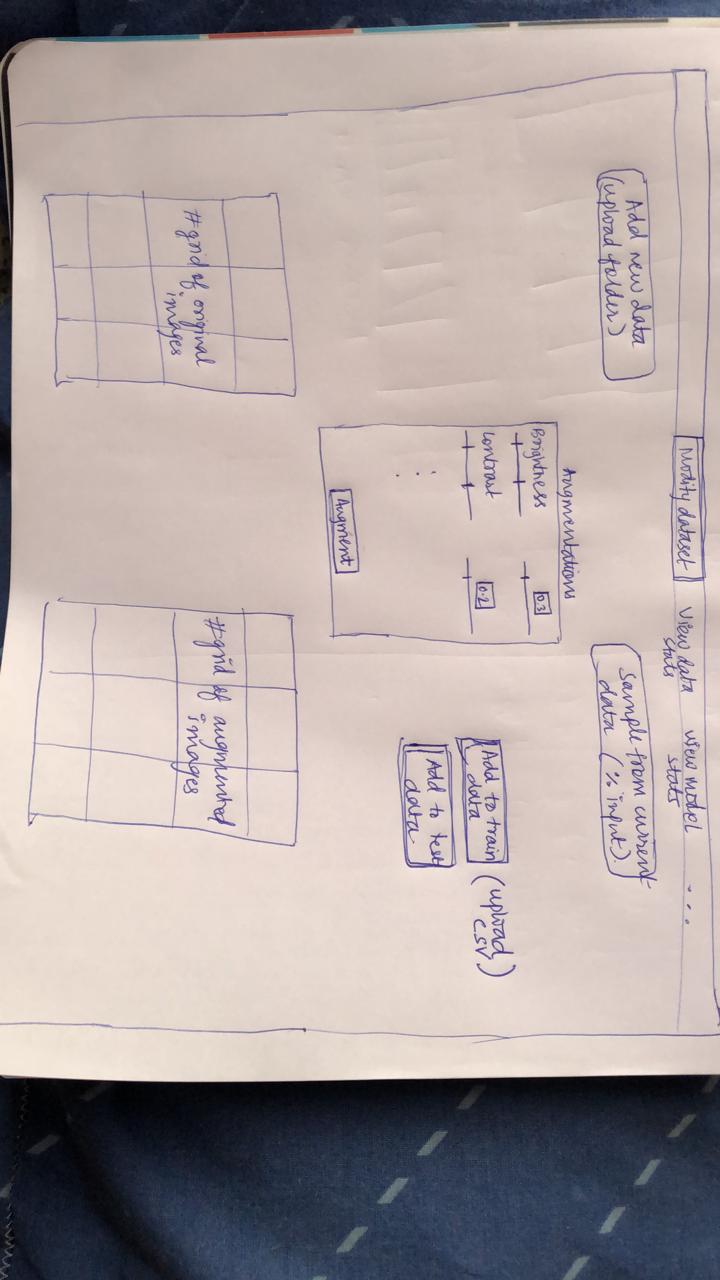 Modify dataset
View data
stats
view model
stats
...
Add new data
(upload folder)
Sample from current
data (% input).
Augmentations
Brightness
0.3
Contrast
0.2
:
Augment
Add to train
data
(upload
csv)
Add to test
data.
#grid of original
images
#grid of augmented
images